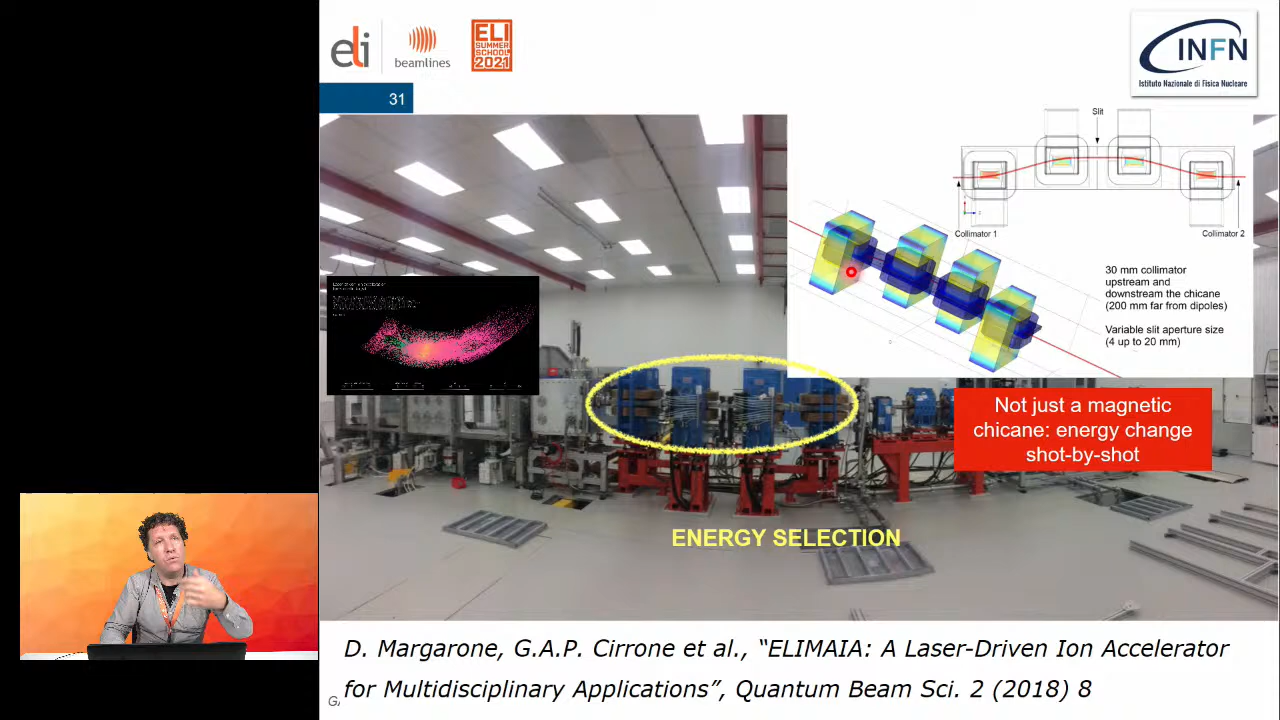 eli
beamlines
ELI
SUMMER
SCHOOL
2021
INFN
Istituto Nazionale di Fisica Nucleare
31
Slit
Collimator 1
Collimator 2
30 mm collimator
upstream and
downstream the chicane
(200 mm far from dipoles)
Variable slit aperture size
(4 up to 20 mm)
Not just a magnetic
chicane: energy change
shot-by-shot
ENERGY SELECTION
D. Margarone, G.A.P. Cirrone et al., “ELIMAIA: A Laser-Driven Ion Accelerator
for Multidisciplinary Applications”, Quantum Beam Sci. 2 (2018) 8